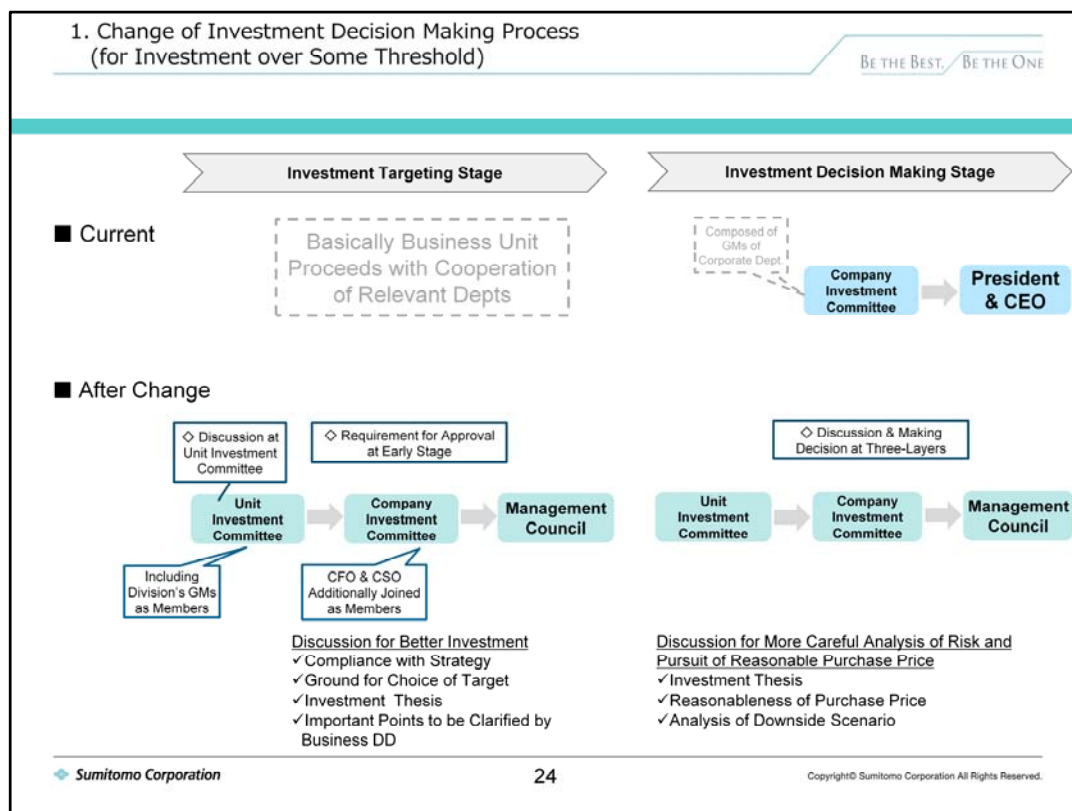 1. Change of Investment Decision Making Process
(for Investment over Some Threshold)
BE THE BEST, BE THE ONE
Investment Targeting Stage
Investment Decision Making Stage
■ Current
Basically Business Unit
Proceeds with Cooperation
of Relevant Depts
Composed of
GMs of
Corporate Dept.
Company
Investment
Committee
President
& CEO
■ After Change
◇ Discussion at
Unit Investment
Committee
◇ Requirement for Approval
at Early Stage
◇ Discussion & Making
Decision at Three-Layers
Unit
Investment
Committee
Company
Investment
Committee
Management
Council
Unit
Investment
Committee
Company
Investment
Committee
Management
Council
Including
Division's GMs
as Members
CFO & CSO
Additionally Joined
as Members
Discussion for Better Investment
✓Compliance with Strategy
✓Ground for Choice of Target
✓Investment Thesis
✓Important Points to be Clarified by
Business DD
Discussion for More Careful Analysis of Risk and
Pursuit of Reasonable Purchase Price
✓Investment Thesis
✓Reasonableness of Purchase Price
✓Analysis of Downside Scenario
Sumitomo Corporation
24
Copyright© Sumitomo Corporation All Rights Reserved.